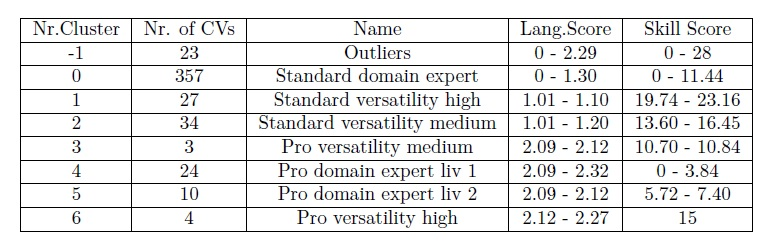 Nr.Cluster Nr. of CVs Name Lang.Score Skill Score
-1 23 Outliers 0 - 2.29 0 - 28
0 357 Standard domain expert 0 - 1.30 0 - 11.44
1 27 Standard versatility high 1.01 - 1.10 19.74 - 23.16
2 34 Standard versatility medium 1.01 - 1.20 13.60 - 16.45
3 3 Pro versatility medium 2.09 - 2.12 10.70 - 10.84
4 24 Pro domain expert liv 1 2.09 - 2.32 0 - 3.84
5 10 Pro domain expert liv 2 2.09 - 2.12 5.72 - 7.40
6 4 Pro versatility high 2.12 - 2.27 15